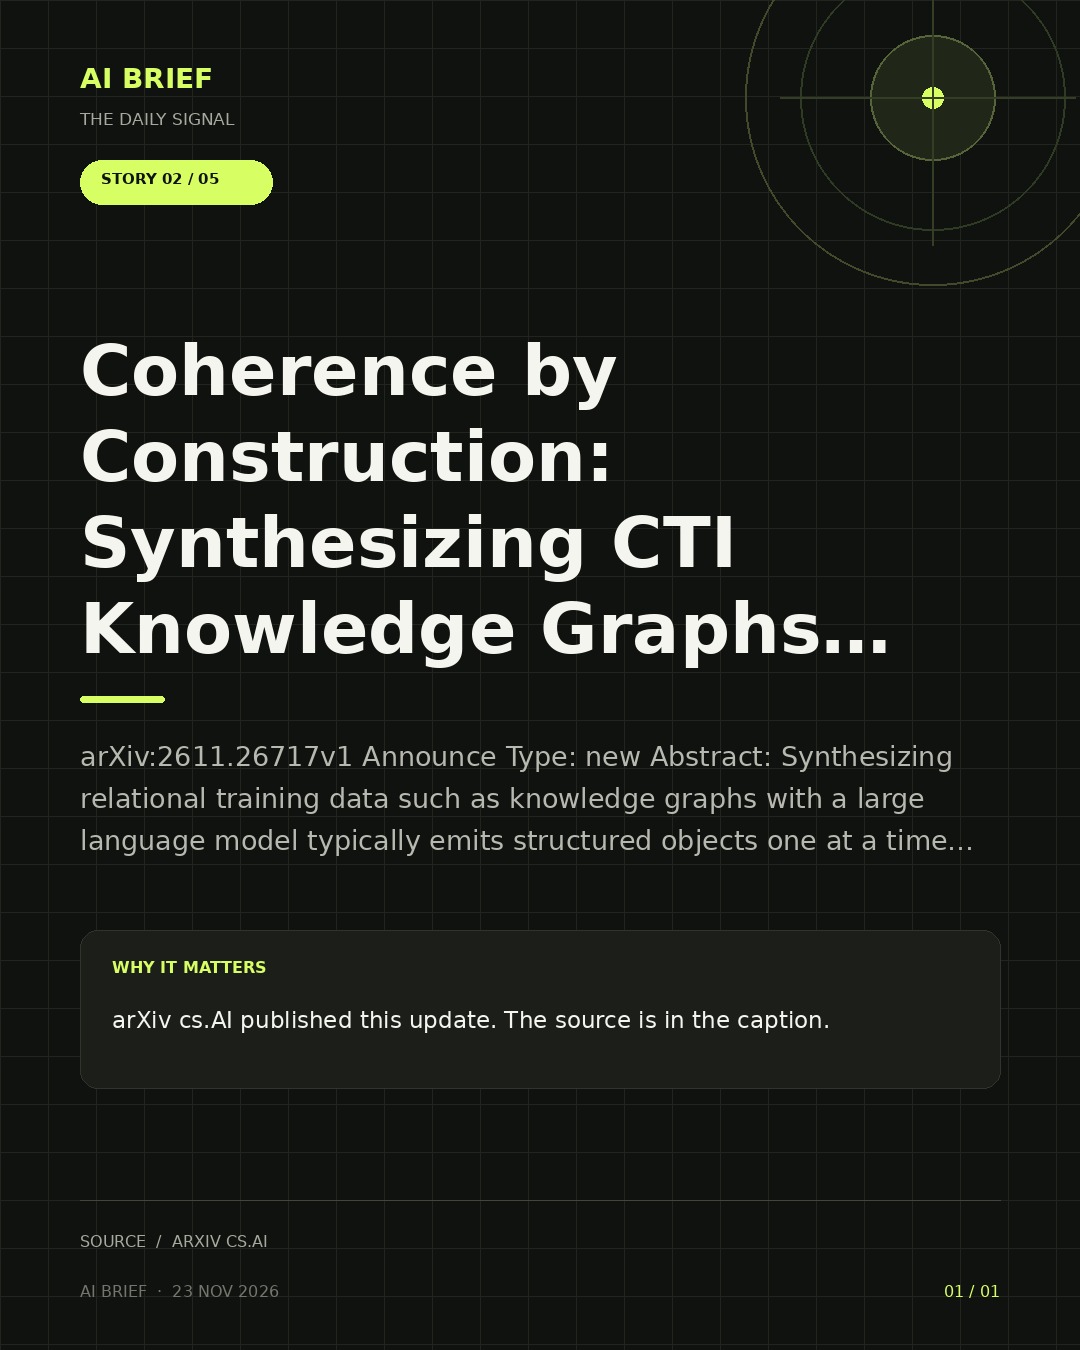 AI BRIEF
THE DAILY SIGNAL
STORY 02 / 05
Coherence by
Construction:
Synthesizing CTI
Knowledge Graphs…
arXiv:2611.26717v1 Announce Type: new Abstract: Synthesizing
relational training data such as knowledge graphs with a large
language model typically emits structured objects one at a time…
WHY IT MATTERS
arXiv cs.AI published this update. The source is in the caption.
SOURCE / ARXIV CS.AI
AI BRIEF · 23 NOV 2026
01 / 01